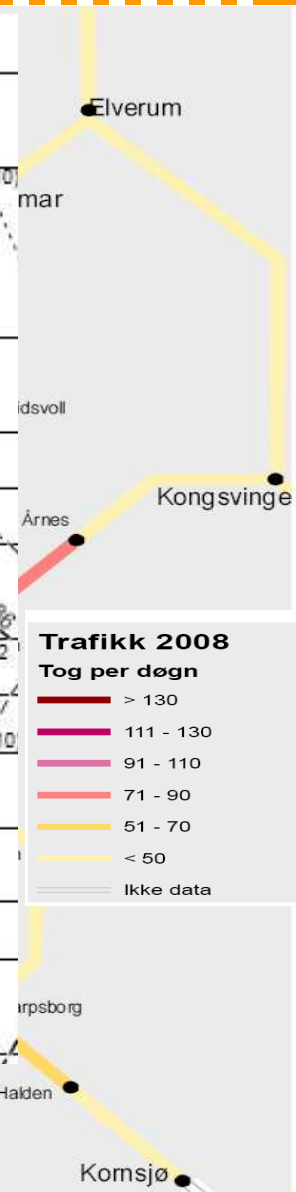 Elverum
mar
idsvoll
Kongsvinge
Årnes
Trafikk 2008
Tog per døgn
> 130
111 - 130
91 - 110
71 - 90
51 - 70
< 50
Ikke data
arpsborg
Halden
Kornsjø